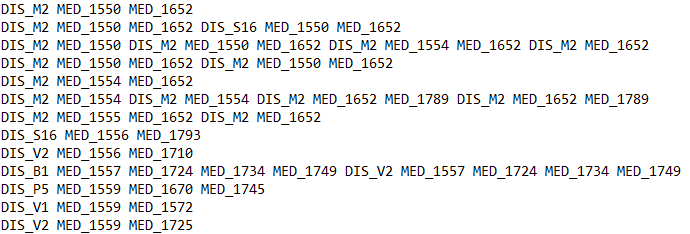 DIS_M2 MED_1550 MED_1652
DIS_M2 MED_1550 MED_1652 DIS_S16 MED_1550 MED_1652
DIS_M2 MED_1550 DIS_M2 MED_1550 MED_1652 DIS_M2 MED_1554 MED_1652 DIS_M2 MED_1652
DIS_M2 MED_1550 MED_1652 DIS_M2 MED_1550 MED_1652
DIS_M2 MED_1554 MED_1652
DIS_M2 MED_1554 DIS_M2 MED_1554 DIS_M2 MED_1652 MED_1789 DIS_M2 MED_1652 MED_1789
DIS_M2 MED_1555 MED_1652 DIS_M2 MED_1652
DIS_S16 MED_1556 MED_1793
DIS_V2 MED_1556 MED_1710
DIS_B1 MED_1557 MED_1724 MED_1734 MED_1749 DIS_V2 MED_1557 MED_1724 MED_1734 MED_1749
DIS_P5 MED_1559 MED_1670 MED_1745
DIS_V1 MED_1559 MED_1572
DIS_V2 MED_1559 MED_1725